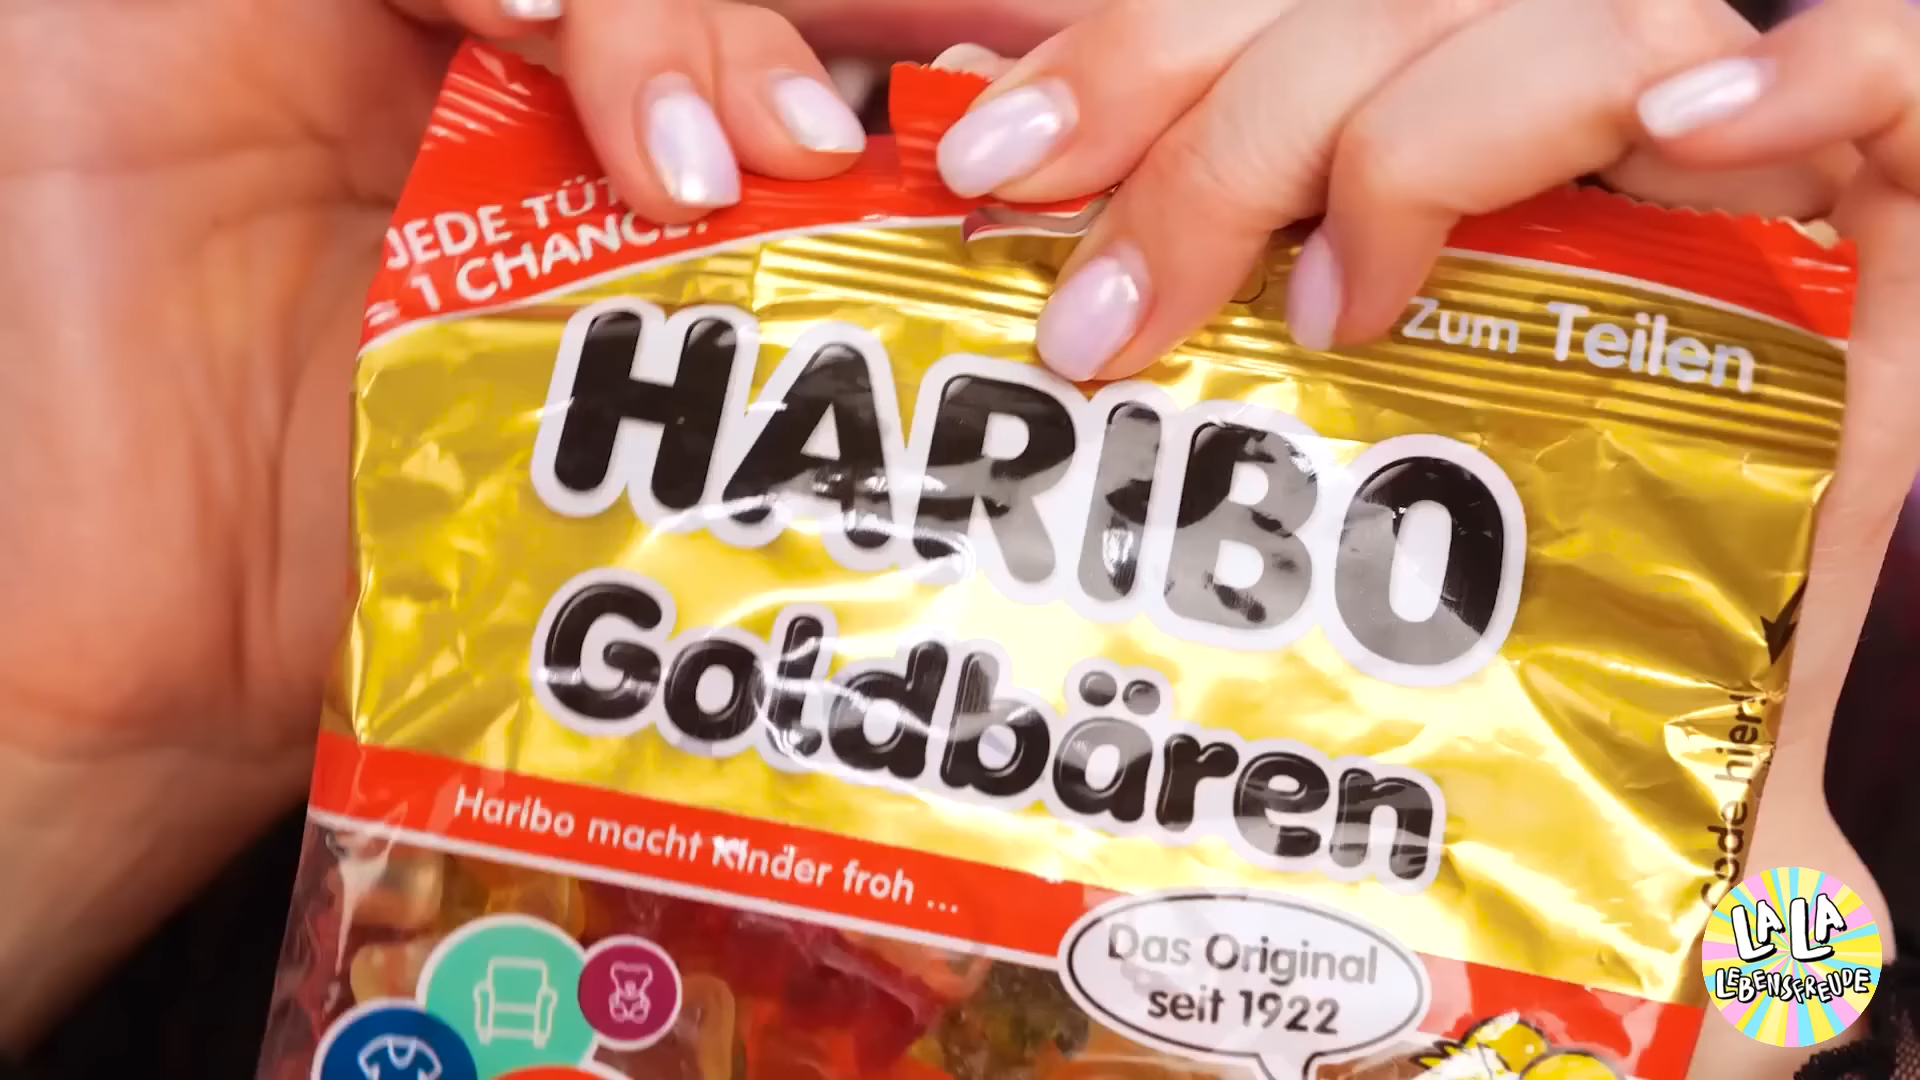 JEDE
= 1 CHANCE!
Zum Teilen
HARIBO
Goldbären
Haribo macht Kinder froh ...
Code hier!
Das Original
seit 1922
LALA
LEBENSFREUDE